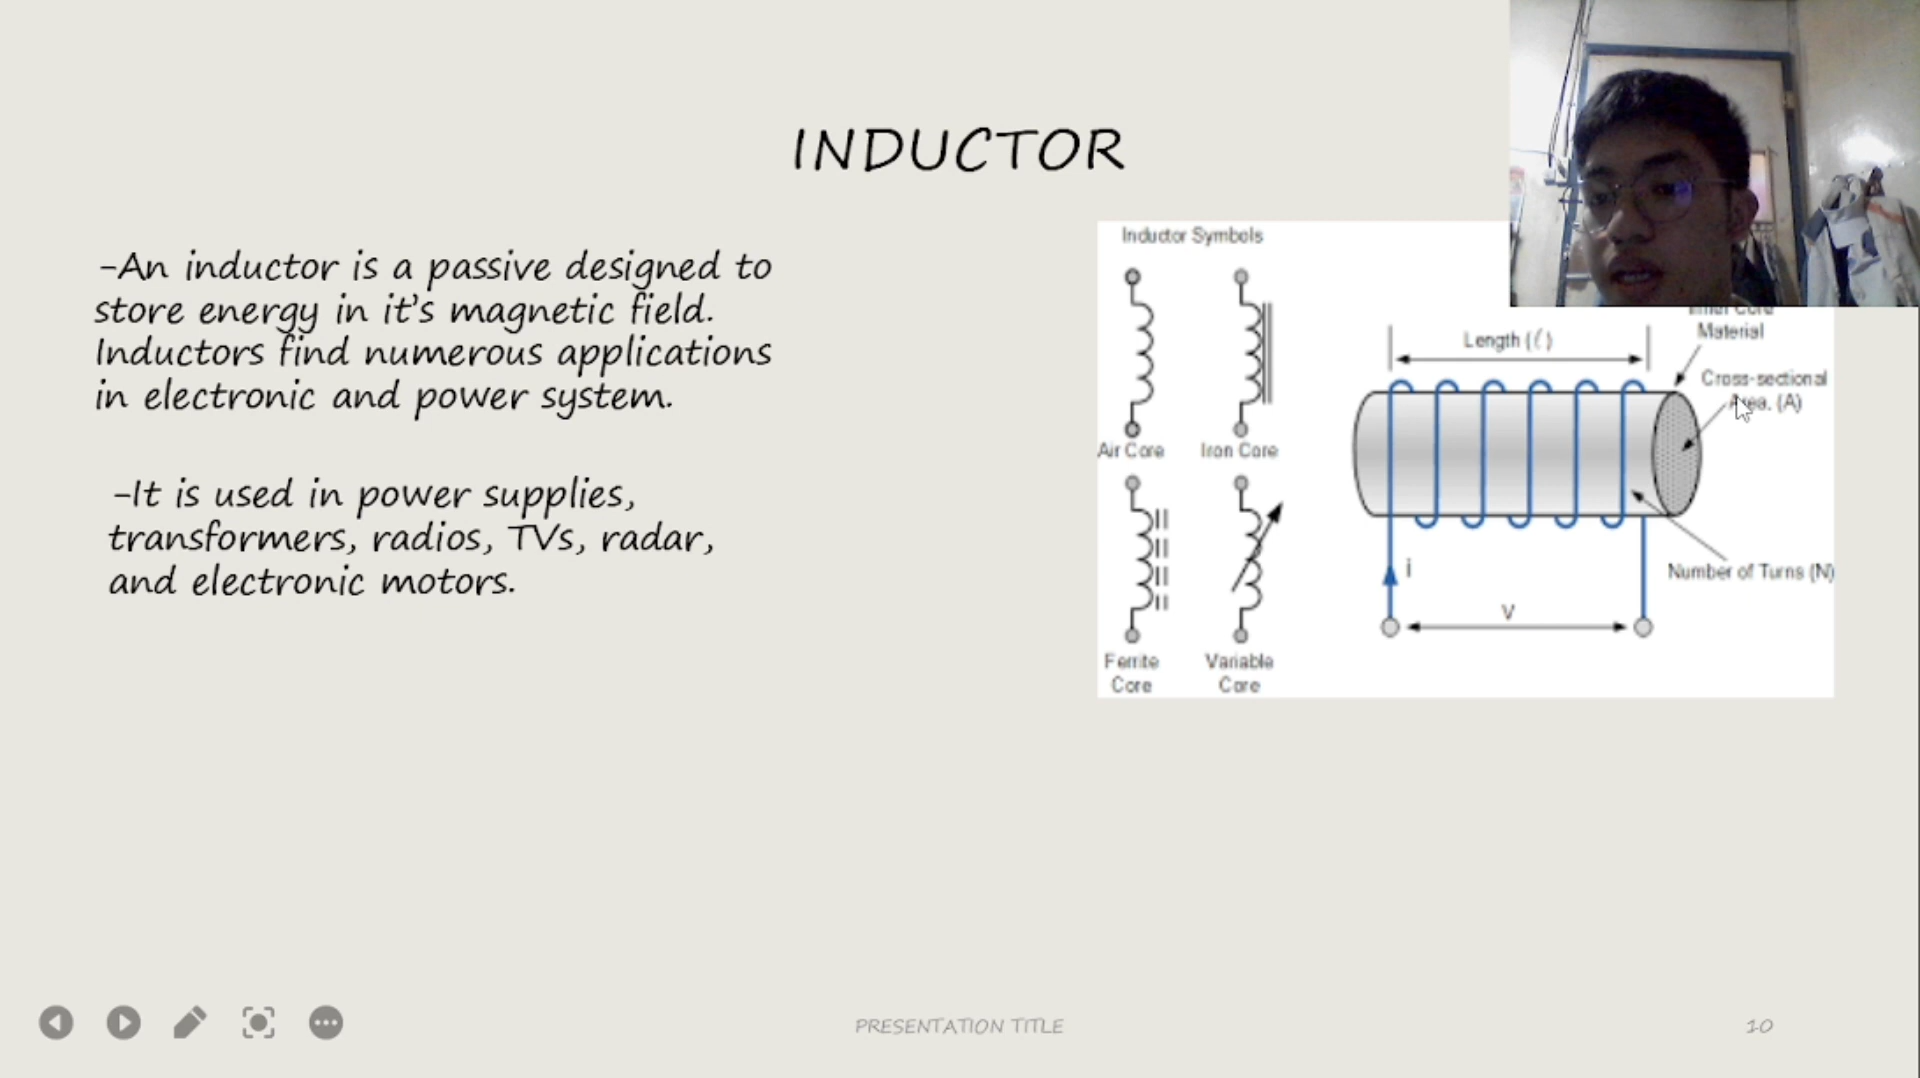 INDUCTOR
-An inductor is a passive designed to
store energy in it's magnetic field.
Inductors find numerous applications
in electronic and power system.
-It is used in power supplies,
transformers, radios, TVs, radar,
and electronic motors.
Inductor Symbols
Air Core
Iron Core
Ferrite
Core
Variable
Core
Length (ℓ)
Inner Core
Material
Cross-sectional
Area. (A)
Number of Turns (N)
i
V
PRESENTATION TITLE
10